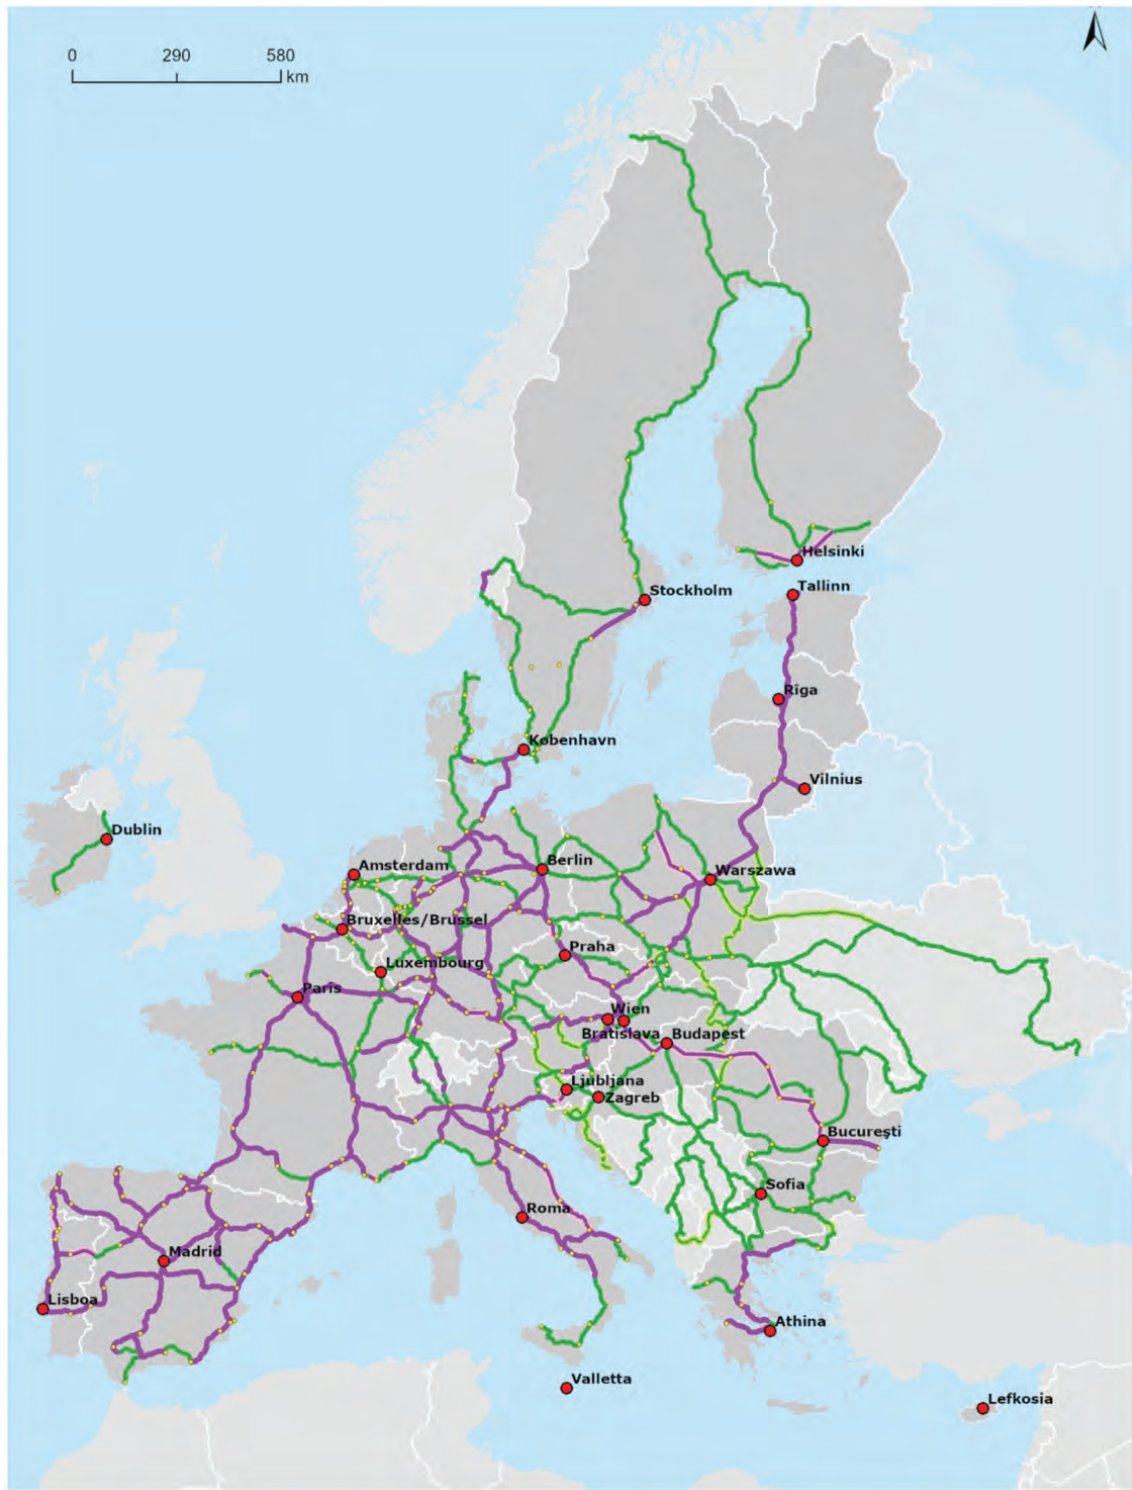 0 290 580
km
Helsinki
Tallinn
Stockholm
Rīga
København
Vilnius
Dublin
Berlin
Amsterdam
Warszawa
Bruxelles/Brussel
Praha
Luxembourg
Paris
Wien
Bratislava
Budapest
Ljubljana
Zagreb
București
Sofia
Roma
Madrid
Lisboa
Athina
Valletta
Lefkosia